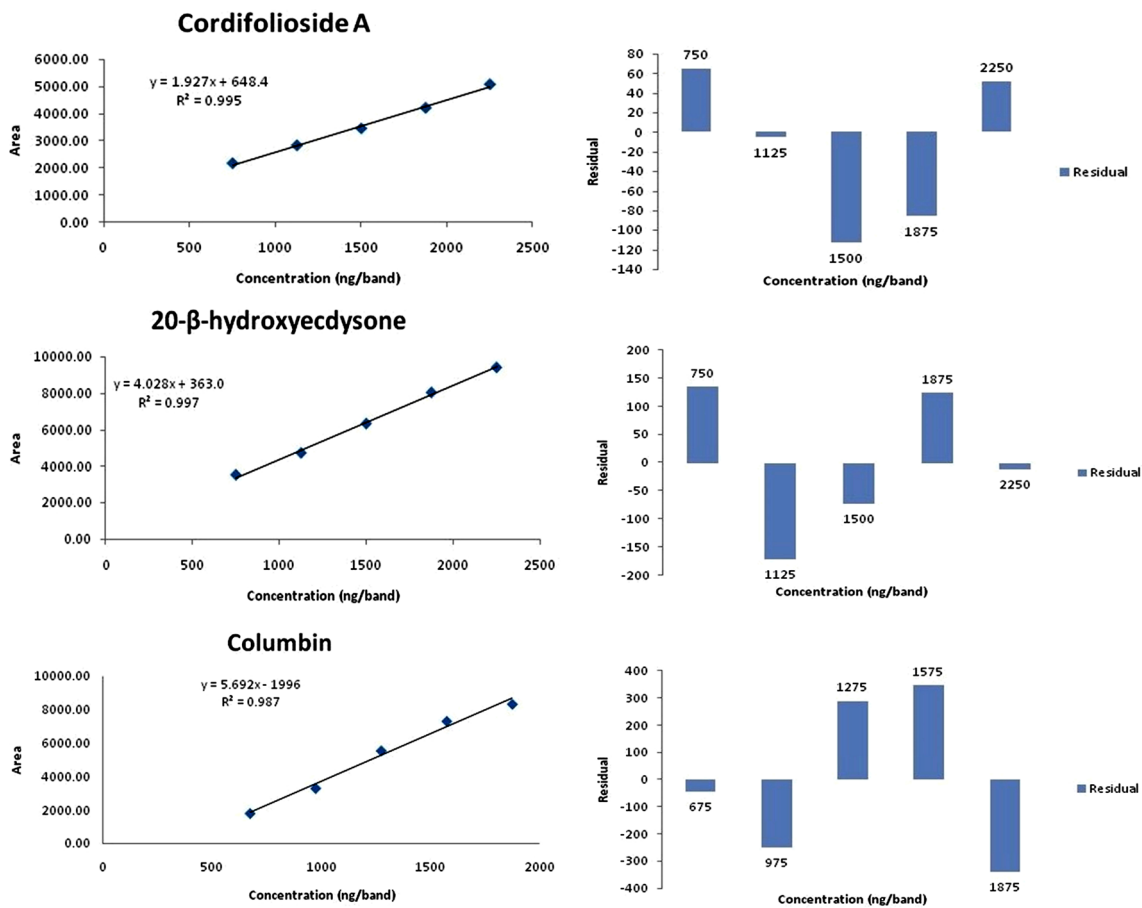 Cordifolioside A
6000.00
5000.00
4000.00
3000.00
2000.00
1000.00
0.00
Area
y = 1.927x + 648.4
R² = 0.995
0 500 1000 1500 2000 2500
Concentration (ng/band)
80
60
40
20
0
-20
-40
-60
-80
-100
-120
-140
Residual
750
1125
1500
1875
2250
Residual
Concentration (ng/band)
20-β-hydroxyecdysone
10000.00
8000.00
6000.00
4000.00
2000.00
0.00
Area
y = 4.028x + 363.0
R² = 0.997
0 500 1000 1500 2000 2500
Concentration (ng/band)
200
150
100
50
0
-50
-100
-150
-200
Residual
750
1125
1500
1875
2250
Residual
Concentration (ng/band)
Columbin
10000.00
8000.00
6000.00
4000.00
2000.00
0.00
Area
y = 5.692x - 1996
R² = 0.987
0 500 1000 1500 2000
Concentration (ng/band)
400
300
200
100
0
-100
-200
-300
-400
Residual
675
975
1275
1575
1875
Residual
Concentration (ng/band)